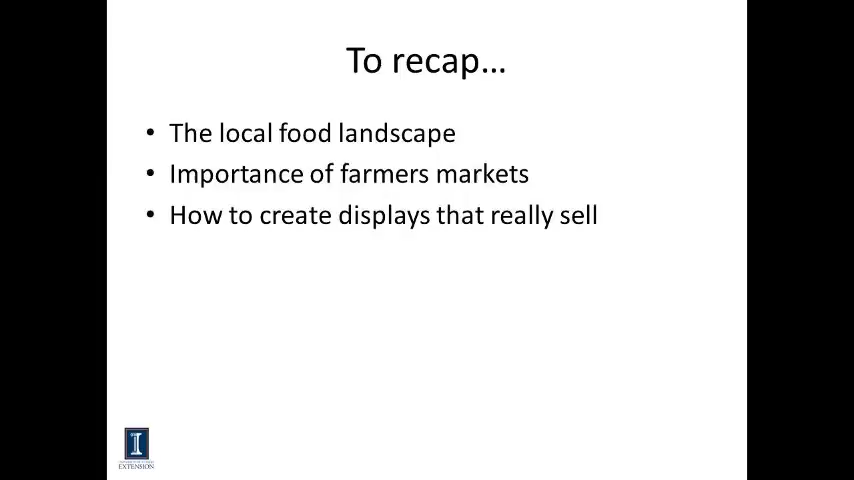 To recap…
• The local food landscape
• Importance of farmers markets
• How to create displays that really sell
I
EXTENSION